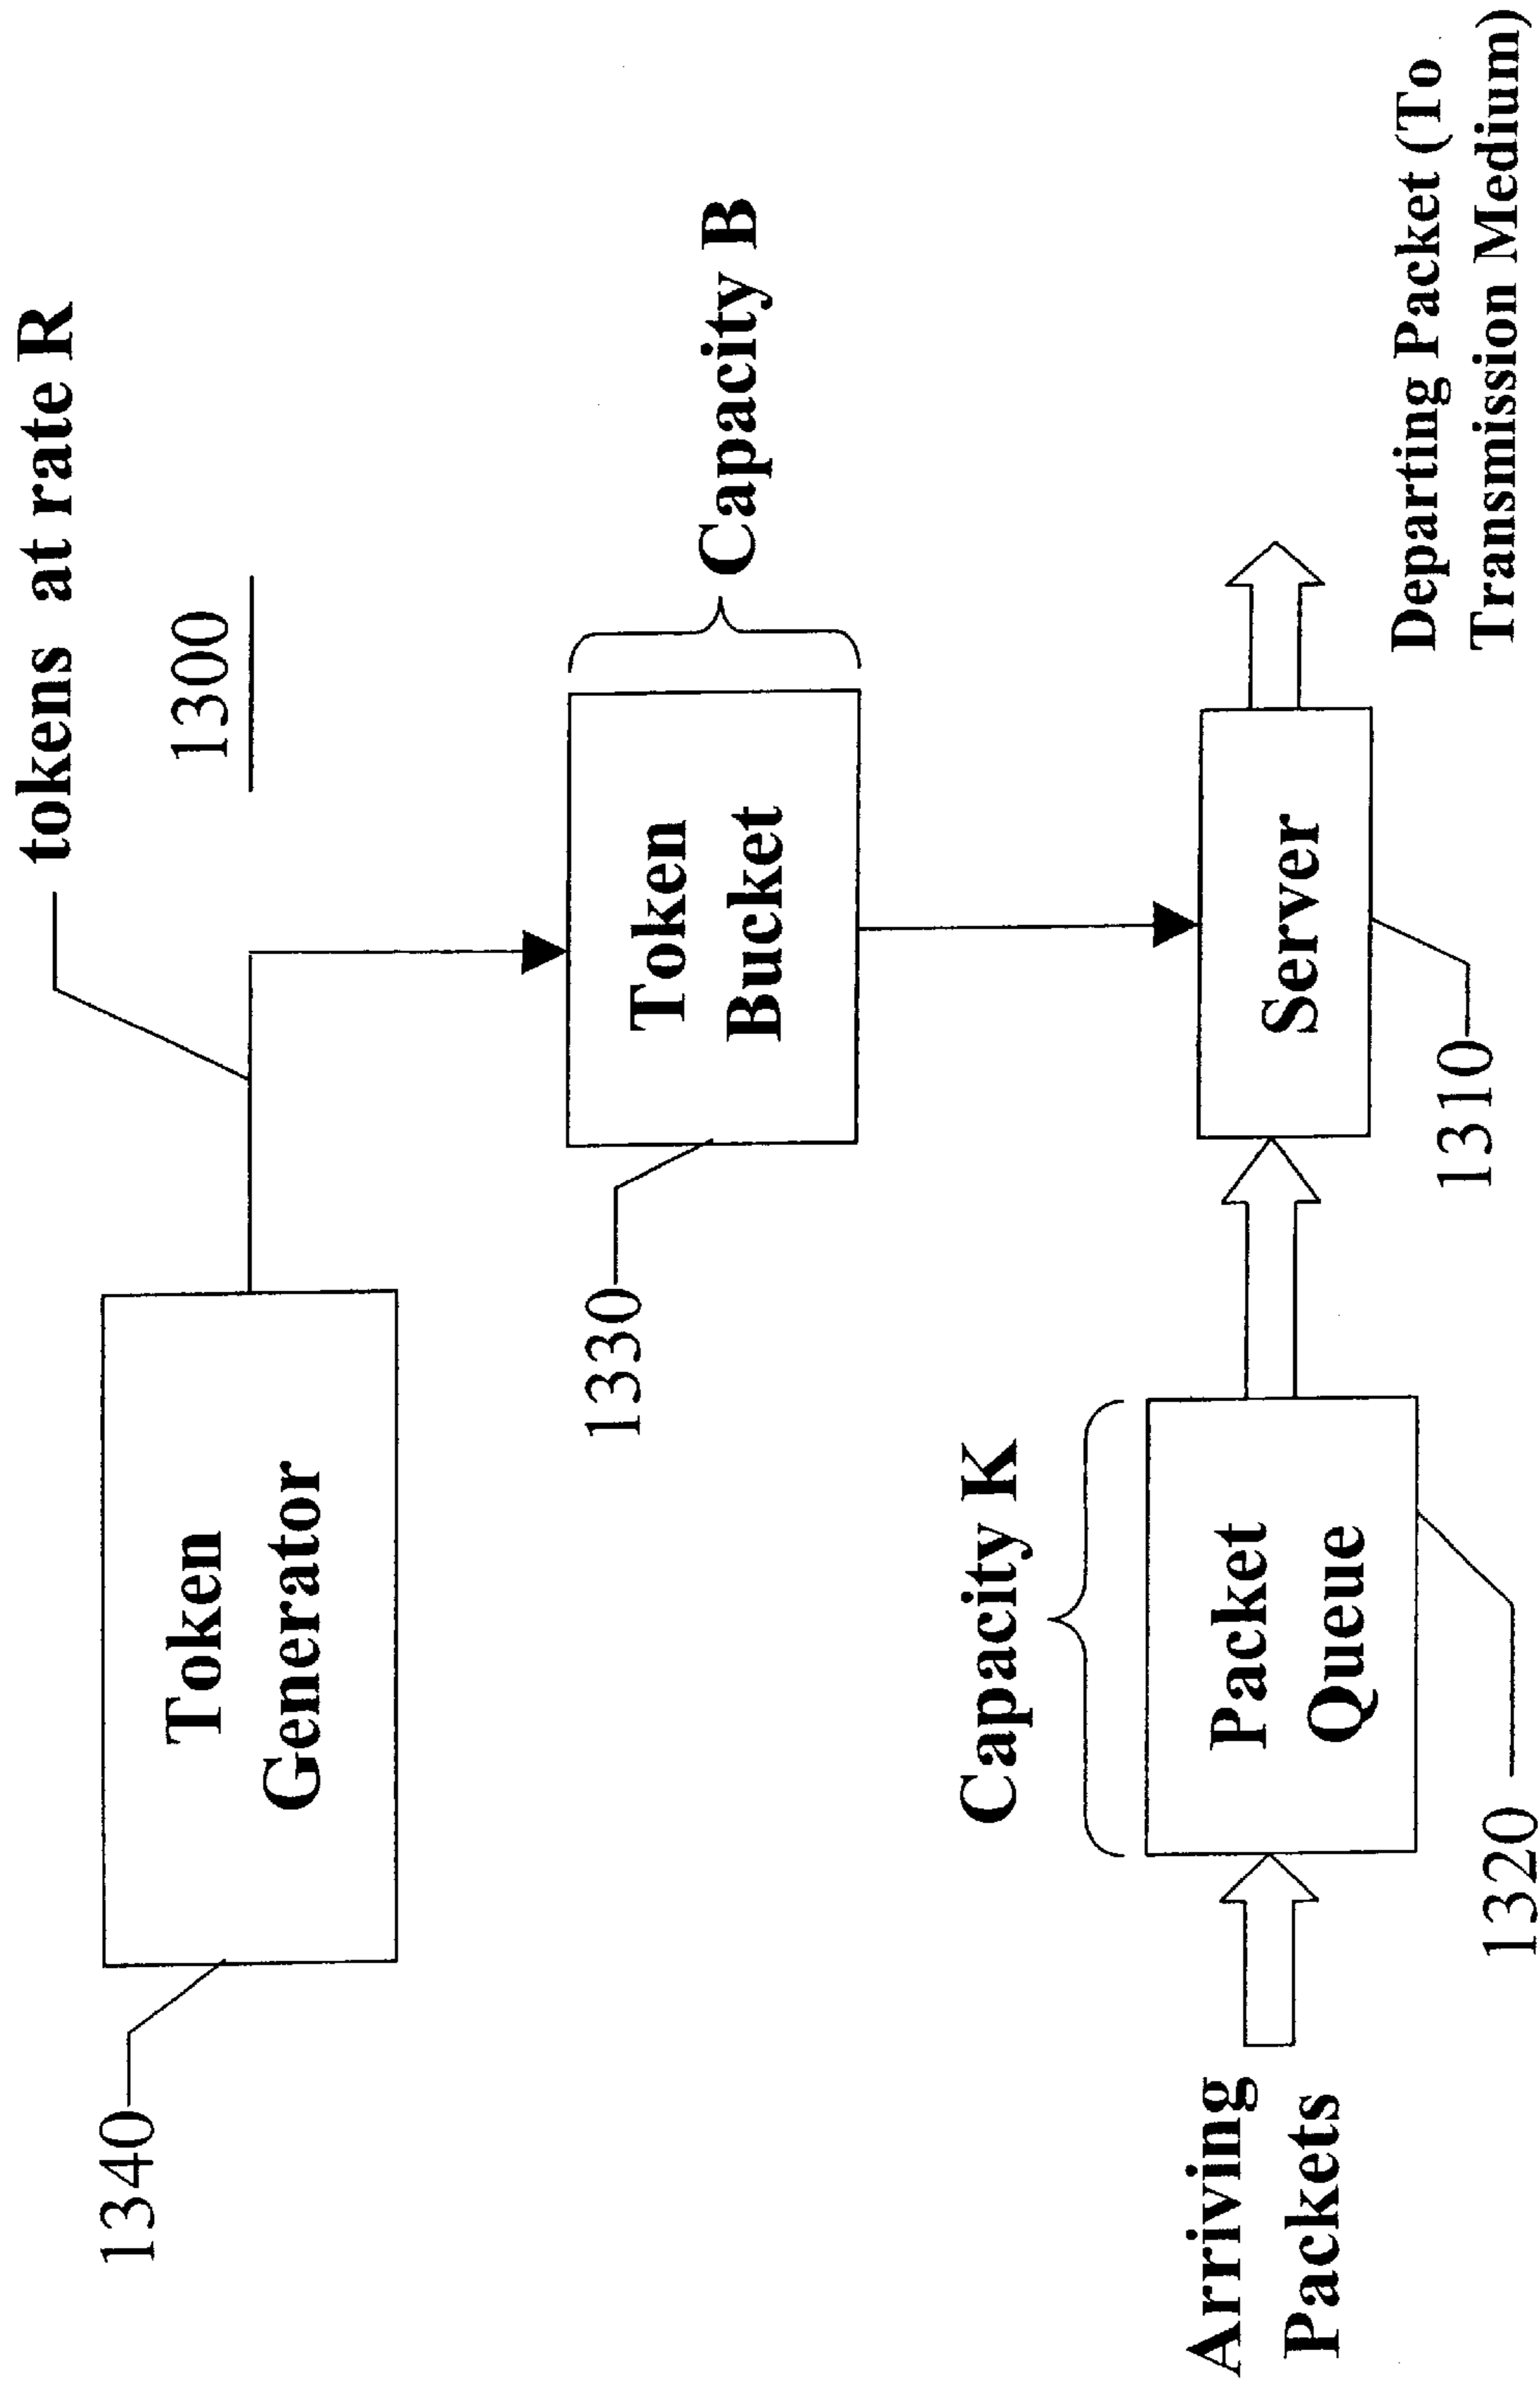 tokens at rate R
1300
1340
Token
Generator
1330
Token
Bucket
Capacity B
Capacity K
Arriving
Packets
Packet
Queue
1320
Server
1310
Departing Packet (To
Transmission Medium)